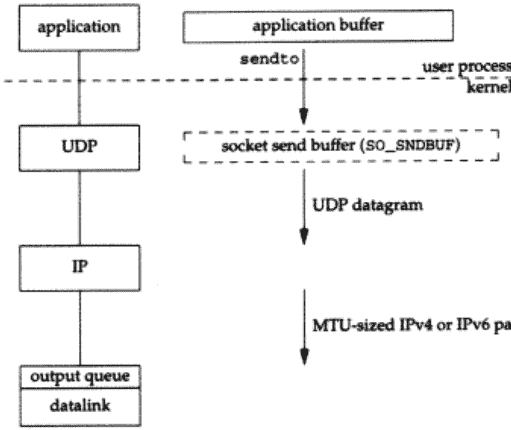 application
application buffer
sendto
user process
kernel
UDP
socket send buffer (SO_SNDBUF)
UDP datagram
IP
MTU-sized IPv4 or IPv6 pa
output queue
datalink